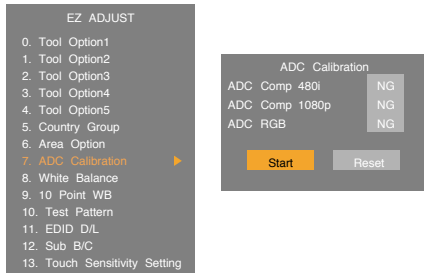 EZ ADJUST
0. Tool Option1
1. Tool Option2
2. Tool Option3
3. Tool Option4
4. Tool Option5
5. Country Group
6. Area Option
7. ADC Calibration ▶
8. White Balance
9. 10 Point WB
10. Test Pattern
11. EDID D/L
12. Sub B/C
13. Touch Sensitivity Setting
ADC Calibration
ADC Comp 480i NG
ADC Comp 1080p NG
ADC RGB NG
Start Reset